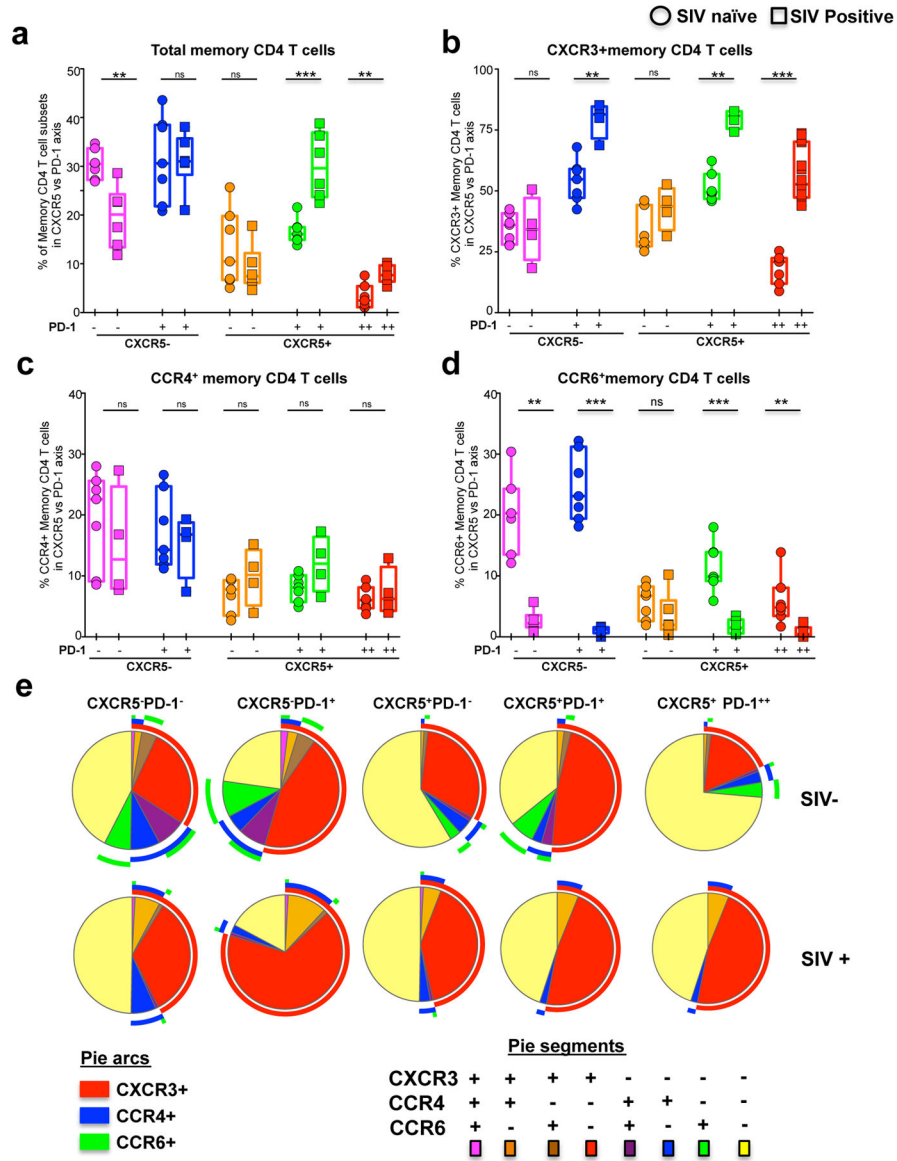 SIV naïve SIV Positive
a
Total memory CD4 T cells
% of Memory CD4 T cell subsets
in CXCR5 vs PD-1 axis
50
40
30
20
10
0
** ns ns *** **
PD-1 - - + + - - + + ++ ++
CXCR5- CXCR5+
b
CXCR3+memory CD4 T cells
% CXCR3+ Memory CD4 T cells
in CXCR5 vs PD-1 axis
100
75
50
25
0
ns ** ns ** ***
- - + + - - + + ++ ++
CXCR5- CXCR5+
c
CCR4+ memory CD4 T cells
% CCR4+ Memory CD4 T cells
in CXCR5 vs PD-1 axis
40
30
20
10
0
ns ns ns ns ns
PD-1 - - + + - - + + ++ ++
CXCR5- CXCR5+
d
CCR6+memory CD4 T cells
% CCR6+ Memory CD4 T cells
in CXCR5 vs PD-1 axis
40
30
20
10
0
** *** ns *** **
PD-1 - - + + - - + + ++ ++
CXCR5- CXCR5+
e
CXCR5-PD-1- CXCR5-PD-1+ CXCR5+PD-1- CXCR5+PD-1+ CXCR5+ PD-1++
SIV-
SIV +
Pie arcs
CXCR3+
CCR4+
CCR6+
Pie segments
CXCR3 + + + + - - - -
CCR4 + + - - + + - -
CCR6 + - + - + - + -